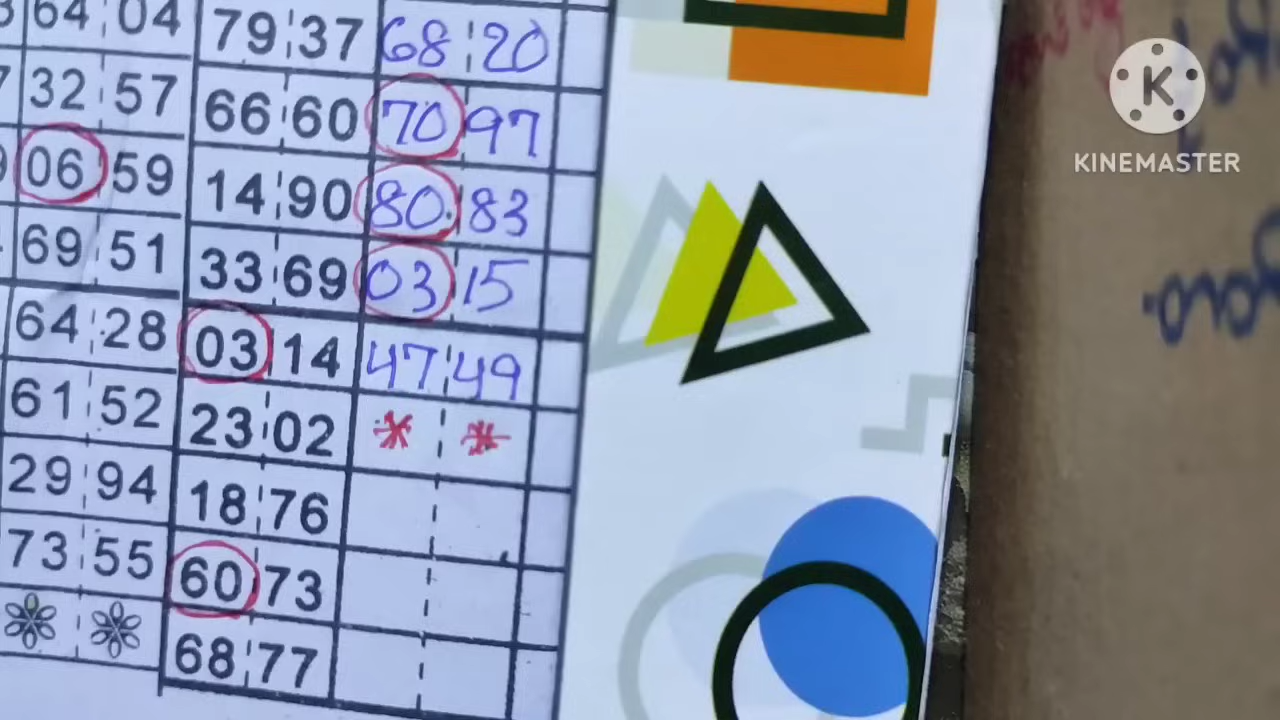 64 04 79 37 68 20
32 57 66 60 70 97
06 59 14 90 80 83
69 51 33 69 03 15
64 28 03 14 47 49
61 52 23 02 * *
29 94 18 76
73 55 60 73
68 77
K
KINEMASTER